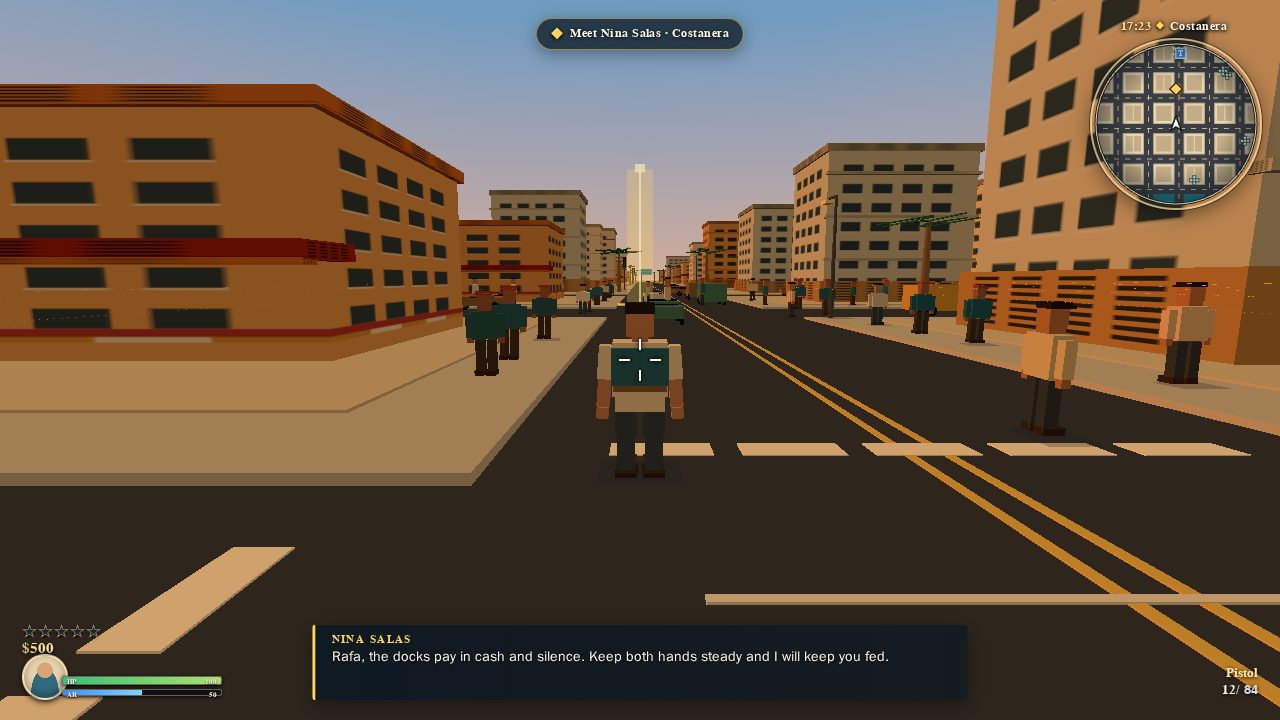 Meet Nina Salas · Costanera
17:23 ◆ Costanera
T
$500
HP 100
AR 50
NINA SALAS
Rafa, the docks pay in cash and silence. Keep both hands steady and I will keep you fed.
Pistol
12/ 84